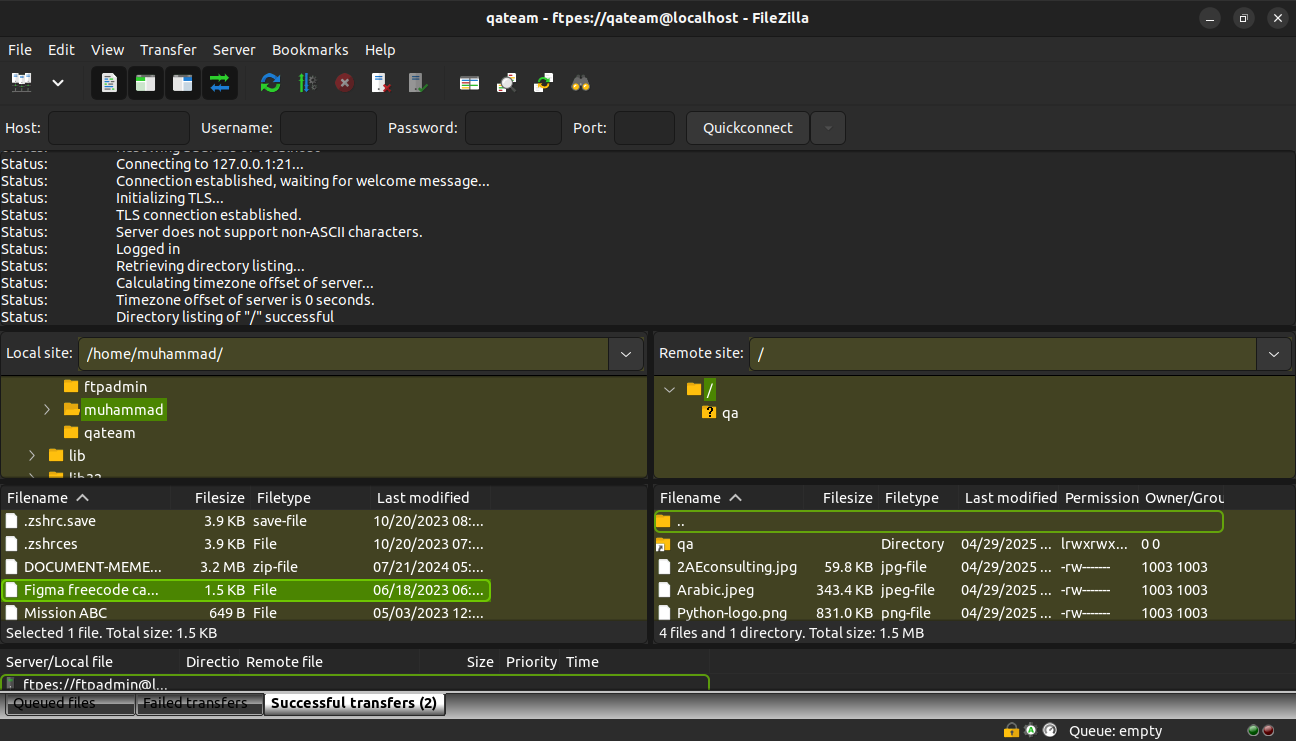 qateam - ftpes://qateam@localhost - FileZilla
File Edit View Transfer Server Bookmarks Help
Host: Username: Password: Port: Quickconnect
Status: Resolving address of localhost
Status: Connecting to 127.0.0.1:21...
Status: Connection established, waiting for welcome message...
Status: Initializing TLS...
Status: TLS connection established.
Status: Server does not support non-ASCII characters.
Status: Logged in
Status: Retrieving directory listing...
Status: Calculating timezone offset of server...
Status: Timezone offset of server is 0 seconds.
Status: Directory listing of "/" successful
Local site: /home/muhammad/
ftpadmin
muhammad
qateam
lib
lib32
Remote site: /
/
? qa
Filename Filesize Filetype Last modified
.zshrc.save 3.9 KB save-file 10/20/2023 08:...
.zshrces 3.9 KB File 10/20/2023 07:...
DOCUMENT-MEME... 3.2 MB zip-file 07/21/2024 05:...
Figma freecode ca... 1.5 KB File 06/18/2023 06:...
Mission ABC 649 B File 05/03/2023 12:...
Selected 1 file. Total size: 1.5 KB
Filename Filesize Filetype Last modified Permission Owner/Grou
..
qa Directory 04/29/2025 ... lrwxrwx... 0 0
2AEconsulting.jpg 59.8 KB jpg-file 04/29/2025 ... -rw------- 1003 1003
Arabic.jpeg 343.4 KB jpeg-file 04/29/2025 ... -rw------- 1003 1003
Python-logo.png 831.0 KB png-file 04/29/2025 ... -rw------- 1003 1003
4 files and 1 directory. Total size: 1.5 MB
Server/Local file Directio Remote file Size Priority Time
ftpes://ftpadmin@l...
Queued files Failed transfers Successful transfers (2)
Queue: empty